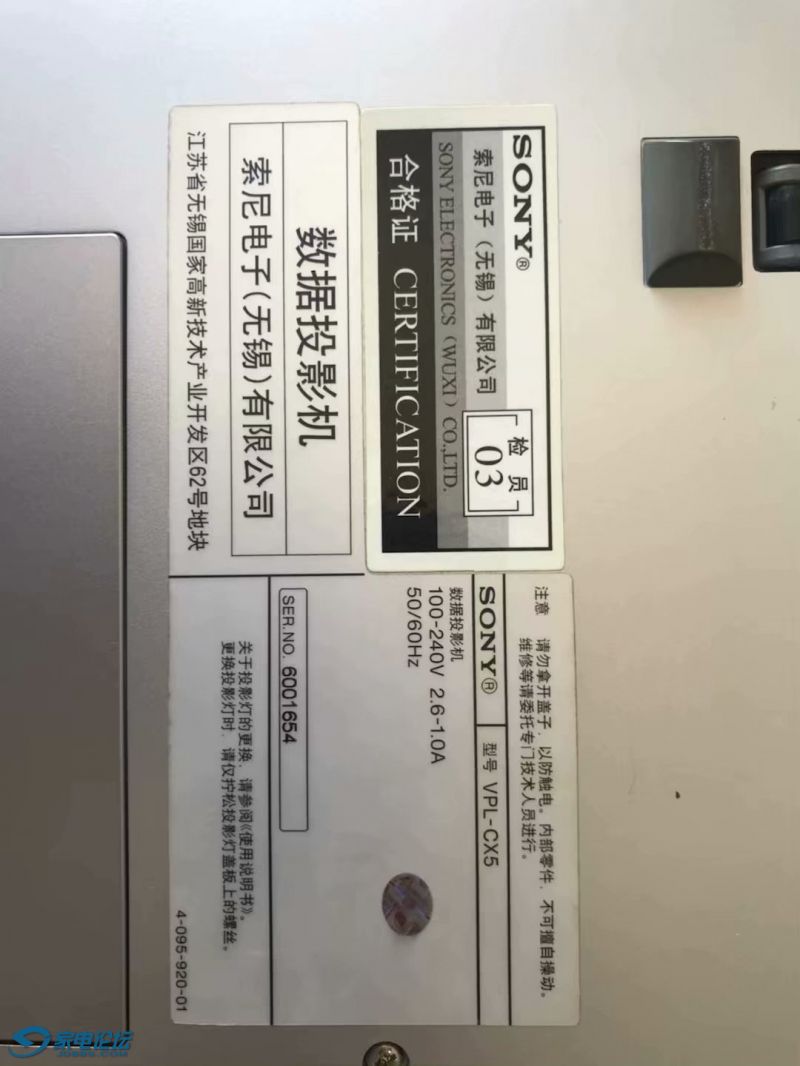 SONY®
索尼电子（无锡）有限公司
SONY ELECTRONICS (WUXI) CO.,LTD.
合格证 CERTIFICATION
检 员
03
数据投影机
索尼电子(无锡)有限公司
江苏省无锡国家高新技术产业开发区62号地块
注意 请勿拿开盖子，以防触电。内部零件，不可擅自操动。
维修等请委托专门技术人员进行。
SONY® 型号 VPL-CX5
数据投影机
100-240V 2.6-1.0A
50/60Hz
SER.NO. 6001654
关于投影灯的更换，请参阅《使用说明书》。
更换投影灯时，请仅拧松投影灯盖板上的螺丝。
4-095-920-01
家电论坛
JDBBS.COM